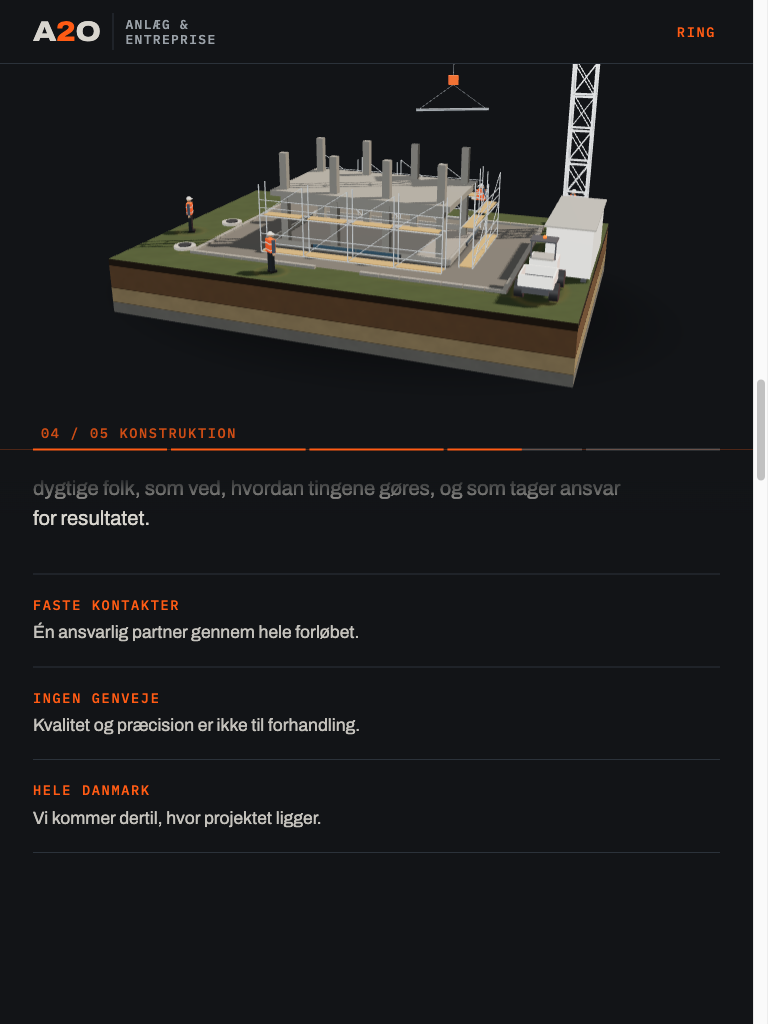 A2O
ANLÆG &
ENTREPRISE
RING
04 / 05 KONSTRUKTION
dygtige folk, som ved, hvordan tingene gøres, og som tager ansvar
for resultatet.
FASTE KONTAKTER
Én ansvarlig partner gennem hele forløbet.
INGEN GENVEJE
Kvalitet og præcision er ikke til forhandling.
HELE DANMARK
Vi kommer dertil, hvor projektet ligger.